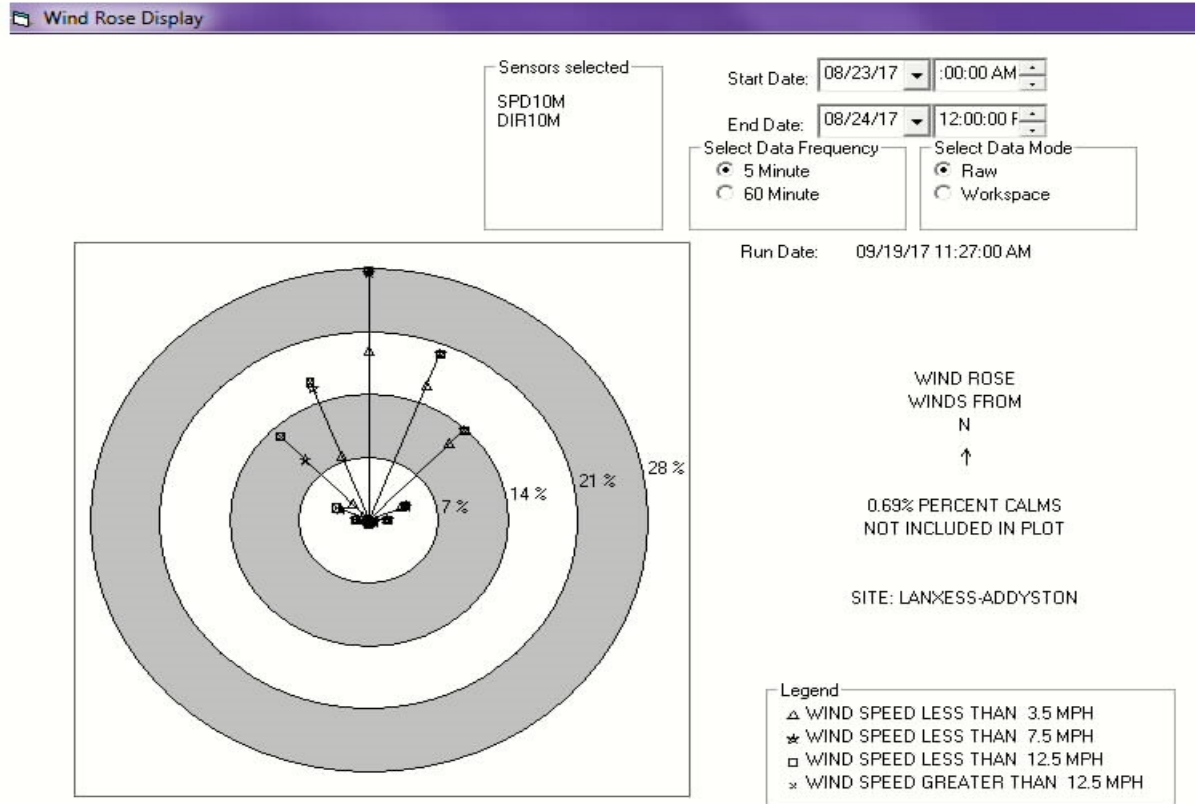 Wind Rose Display
Sensors selected
SPD10M
DIR10M
Start Date: 08/23/17 :00:00 AM
End Date: 08/24/17 12:00:00 F
Select Data Frequency
5 Minute
60 Minute
Select Data Mode
Raw
Workspace
Run Date: 09/19/17 11:27:00 AM
7 %
14 %
21 %
28 %
WIND ROSE
WINDS FROM
N
0.69% PERCENT CALMS
NOT INCLUDED IN PLOT
SITE: LANXESS-ADDYSTON
Legend
WIND SPEED LESS THAN 3.5 MPH
WIND SPEED LESS THAN 7.5 MPH
WIND SPEED LESS THAN 12.5 MPH
WIND SPEED GREATER THAN 12.5 MPH